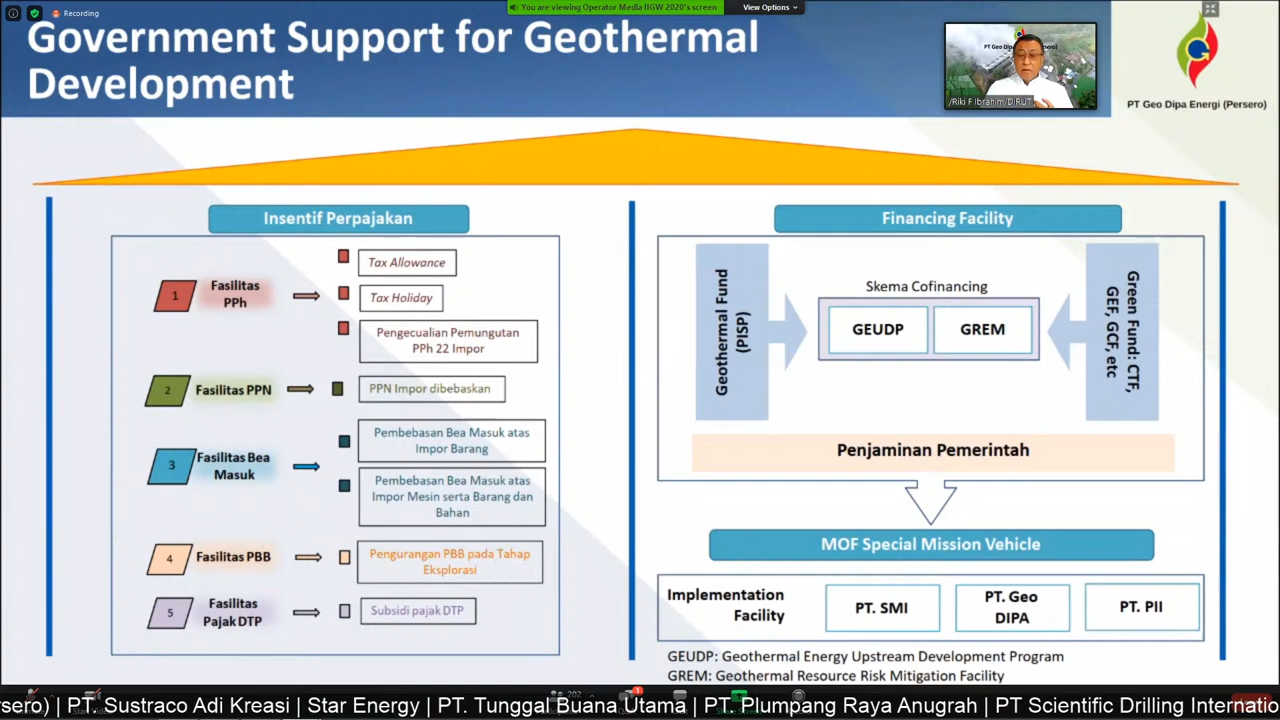 Recording
You are viewing Operator Media IIGW 2020's screen
View Options
Government Support for Geothermal
Development
PT Geo Dip
ersero)
/Riki F Ibrahim/DIRUT
PT Geo Dipa Energi (Persero)
Insentif Perpajakan
1
Fasilitas
PPh
Tax Allowance
Tax Holiday
Pengecualian Pemungutan
PPh 22 Impor
2
Fasilitas PPN
PPN Impor dibebaskan
3
Fasilitas Bea
Masuk
Pembebasan Bea Masuk atas
Impor Barang
Pembebasan Bea Masuk atas
Impor Mesin serta Barang dan
Bahan
4
Fasilitas PBB
Pengurangan PBB pada Tahap
Eksplorasi
5
Fasilitas
Pajak DTP
Subsidi pajak DTP
Financing Facility
Geothermal Fund
(PISP)
Skema Cofinancing
GEUDP
GREM
Green Fund: CTF,
GEF, GCF, etc
Penjaminan Pemerintah
MOF Special Mission Vehicle
Implementation
Facility
PT. SMI
PT. Geo
DIPA
PT. PII
GEUDP: Geothermal Energy Upstream Development Program
GREM: Geothermal Resource Risk Mitigation Facility
202
1
rsero) | PT. Sustraco Adi Kreasi | Star Energy | PT. Tunggal Buana Utama | PT. Plumpang Raya Anugrah | PT Scientific Drilling Internatio